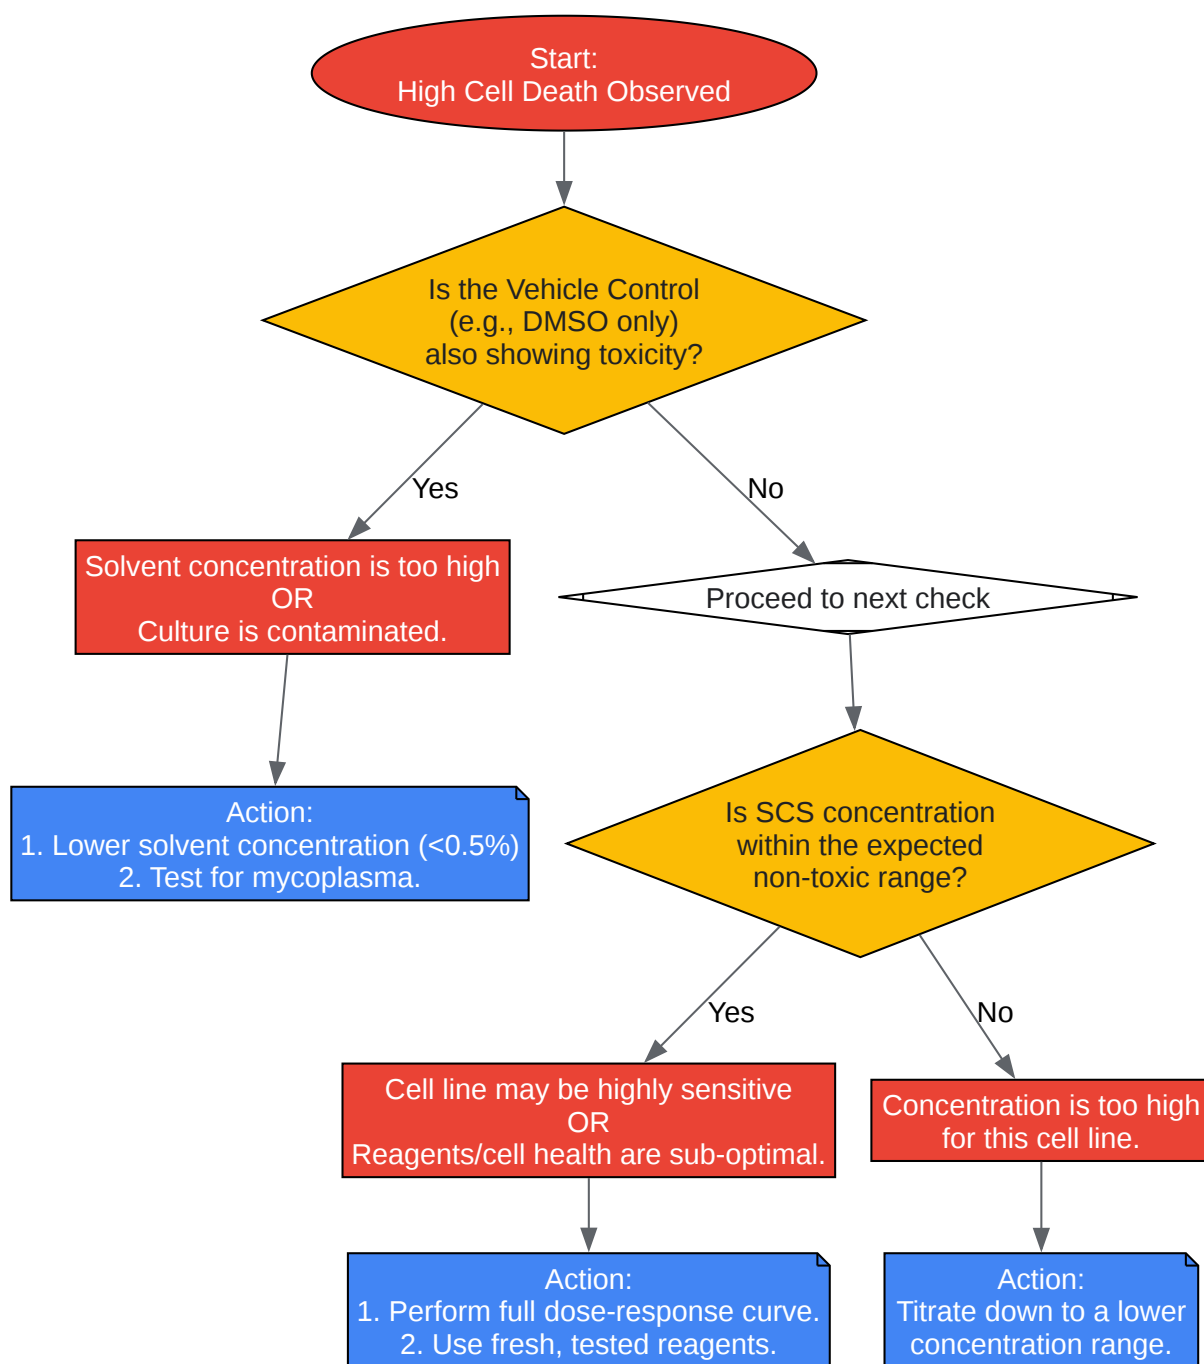 Start:
High Cell Death Observed
Is the Vehicle Control
(e.g., DMSO only)
also showing toxicity?
Yes
No
Solvent concentration is too high
OR
Culture is contaminated.
Proceed to next check
Action:
1. Lower solvent concentration (<0.5%)
2. Test for mycoplasma.
Is SCS concentration
within the expected
non-toxic range?
Yes
No
Cell line may be highly sensitive
OR
Reagents/cell health are sub-optimal.
Concentration is too high
for this cell line.
Action:
1. Perform full dose-response curve.
2. Use fresh, tested reagents.
Action:
Titrate down to a lower
concentration range.